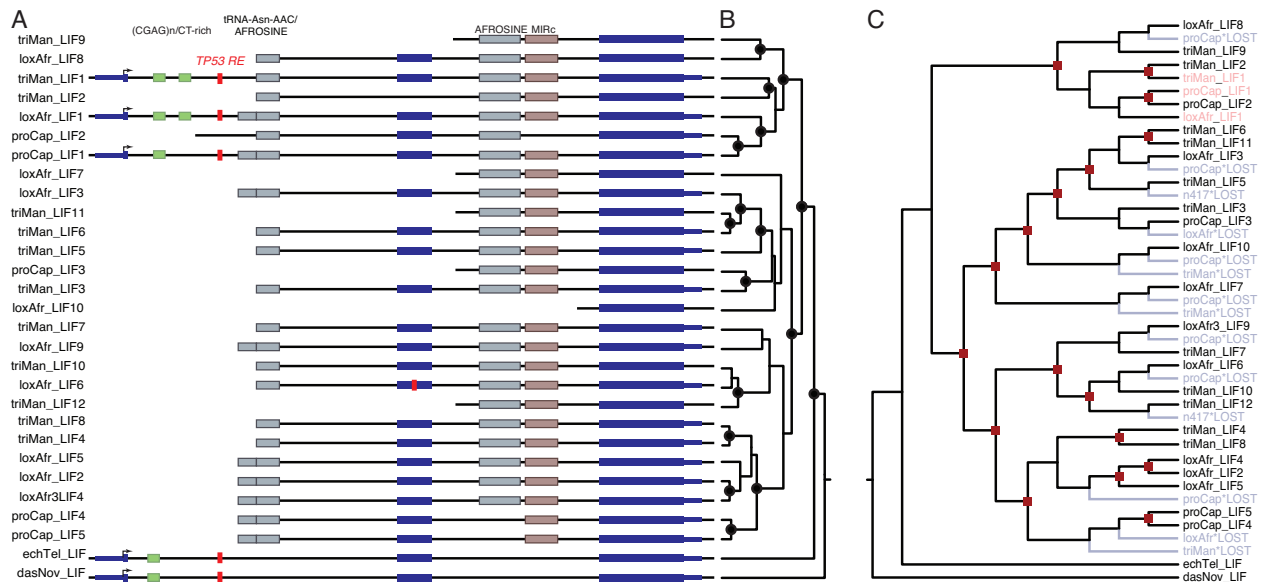 A
B
C
tRNA-Asn-AAC/
(CGAG)n/CT-rich
AFROSINE
AFROSINE
MIRc
TP53 RE
triMan_LIF9
loxAfr_LIF8
triMan_LIF1
triMan_LIF2
loxAfr_LIF1
proCap_LIF2
proCap_LIF1
loxAfr_LIF7
loxAfr_LIF3
triMan_LIF11
triMan_LIF6
triMan_LIF5
proCap_LIF3
triMan_LIF3
loxAfr_LIF10
triMan_LIF7
loxAfr_LIF9
triMan_LIF10
loxAfr_LIF6
triMan_LIF12
triMan_LIF8
triMan_LIF4
loxAfr_LIF5
loxAfr_LIF2
loxAfr3LIF4
proCap_LIF4
proCap_LIF5
echTel_LIF
dasNov_LIF
loxAfr_LIF8
proCap*LOST
triMan_LIF9
triMan_LIF2
triMan_LIF1
proCap_LIF1
proCap_LIF2
loxAfr_LIF1
triMan_LIF6
triMan_LIF11
loxAfr_LIF3
proCap*LOST
triMan_LIF5
n417*LOST
triMan_LIF3
proCap_LIF3
loxAfr*LOST
loxAfr_LIF10
proCap*LOST
triMan*LOST
loxAfr_LIF7
proCap*LOST
triMan*LOST
loxAfr3_LIF9
proCap*LOST
triMan_LIF7
loxAfr_LIF6
proCap*LOST
triMan_LIF10
triMan_LIF12
n417*LOST
triMan_LIF4
triMan_LIF8
loxAfr_LIF4
loxAfr_LIF2
loxAfr_LIF5
proCap*LOST
proCap_LIF5
proCap_LIF4
loxAfr*LOST
triMan*LOST
echTel_LIF
dasNov_LIF